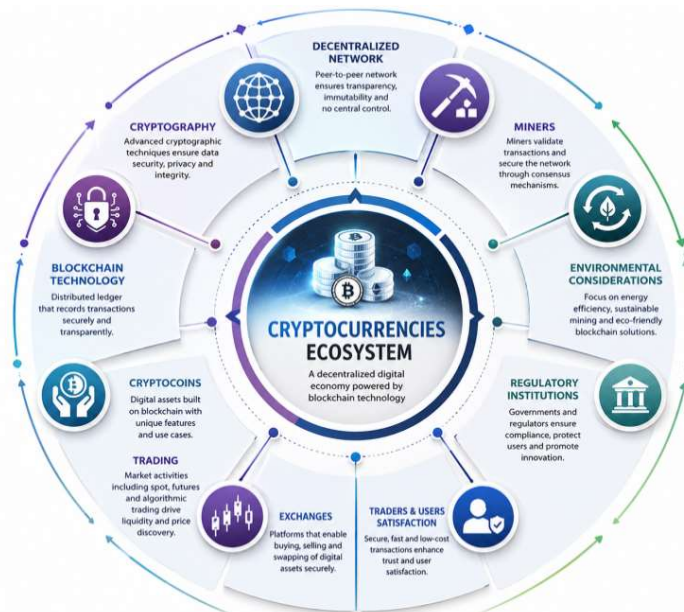 DECENTRALIZED
NETWORK
Peer-to-peer network
ensures transparency,
immutability and
no central control.
MINERS
Miners validate
transactions and
secure the network
through consensus
mechanisms.
ENVIRONMENTAL
CONSIDERATIONS
Focus on energy
efficiency, sustainable
mining and eco-friendly
blockchain solutions.
REGULATORY
INSTITUTIONS
Governments and
regulators ensure
compliance, protect
users and promote
innovation.
TRADERS & USERS
SATISFACTION
Secure, fast and low-cost
transactions enhance
trust and user
satisfaction.
EXCHANGES
Platforms that enable
buying, selling and
swapping of digital
assets securely.
TRADING
Market activities
including spot, futures
and algorithmic
trading drive
liquidity and price
discovery.
CRYPTOCOINS
Digital assets built
on blockchain with
unique features
and use cases.
BLOCKCHAIN
TECHNOLOGY
Distributed ledger
that records transactions
securely and
transparently.
CRYPTOGRAPHY
Advanced cryptographic
techniques ensure data
security, privacy and
integrity.
CRYPTOCURRENCIES
ECOSYSTEM
A decentralized digital
economy powered by
blockchain technology